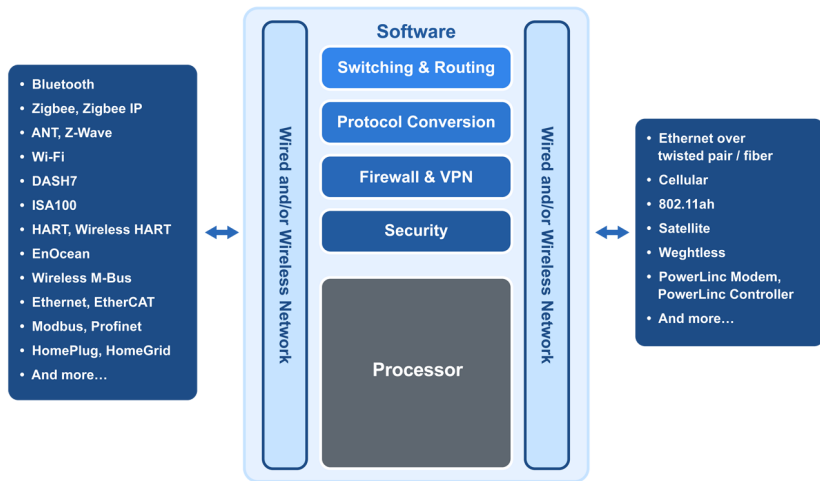 • Bluetooth
• Zigbee, Zigbee IP
• ANT, Z-Wave
• Wi-Fi
• DASH7
• ISA100
• HART, Wireless HART
• EnOcean
• Wireless M-Bus
• Ethernet, EtherCAT
• Modbus, Profinet
• HomePlug, HomeGrid
• And more…
Wired and/or Wireless Network
Software
Switching & Routing
Protocol Conversion
Firewall & VPN
Security
Processor
Wired and/or Wireless Network
• Ethernet over
twisted pair / fiber
• Cellular
• 802.11ah
• Satellite
• Weghtless
• PowerLinc Modem,
PowerLinc Controller
• And more…